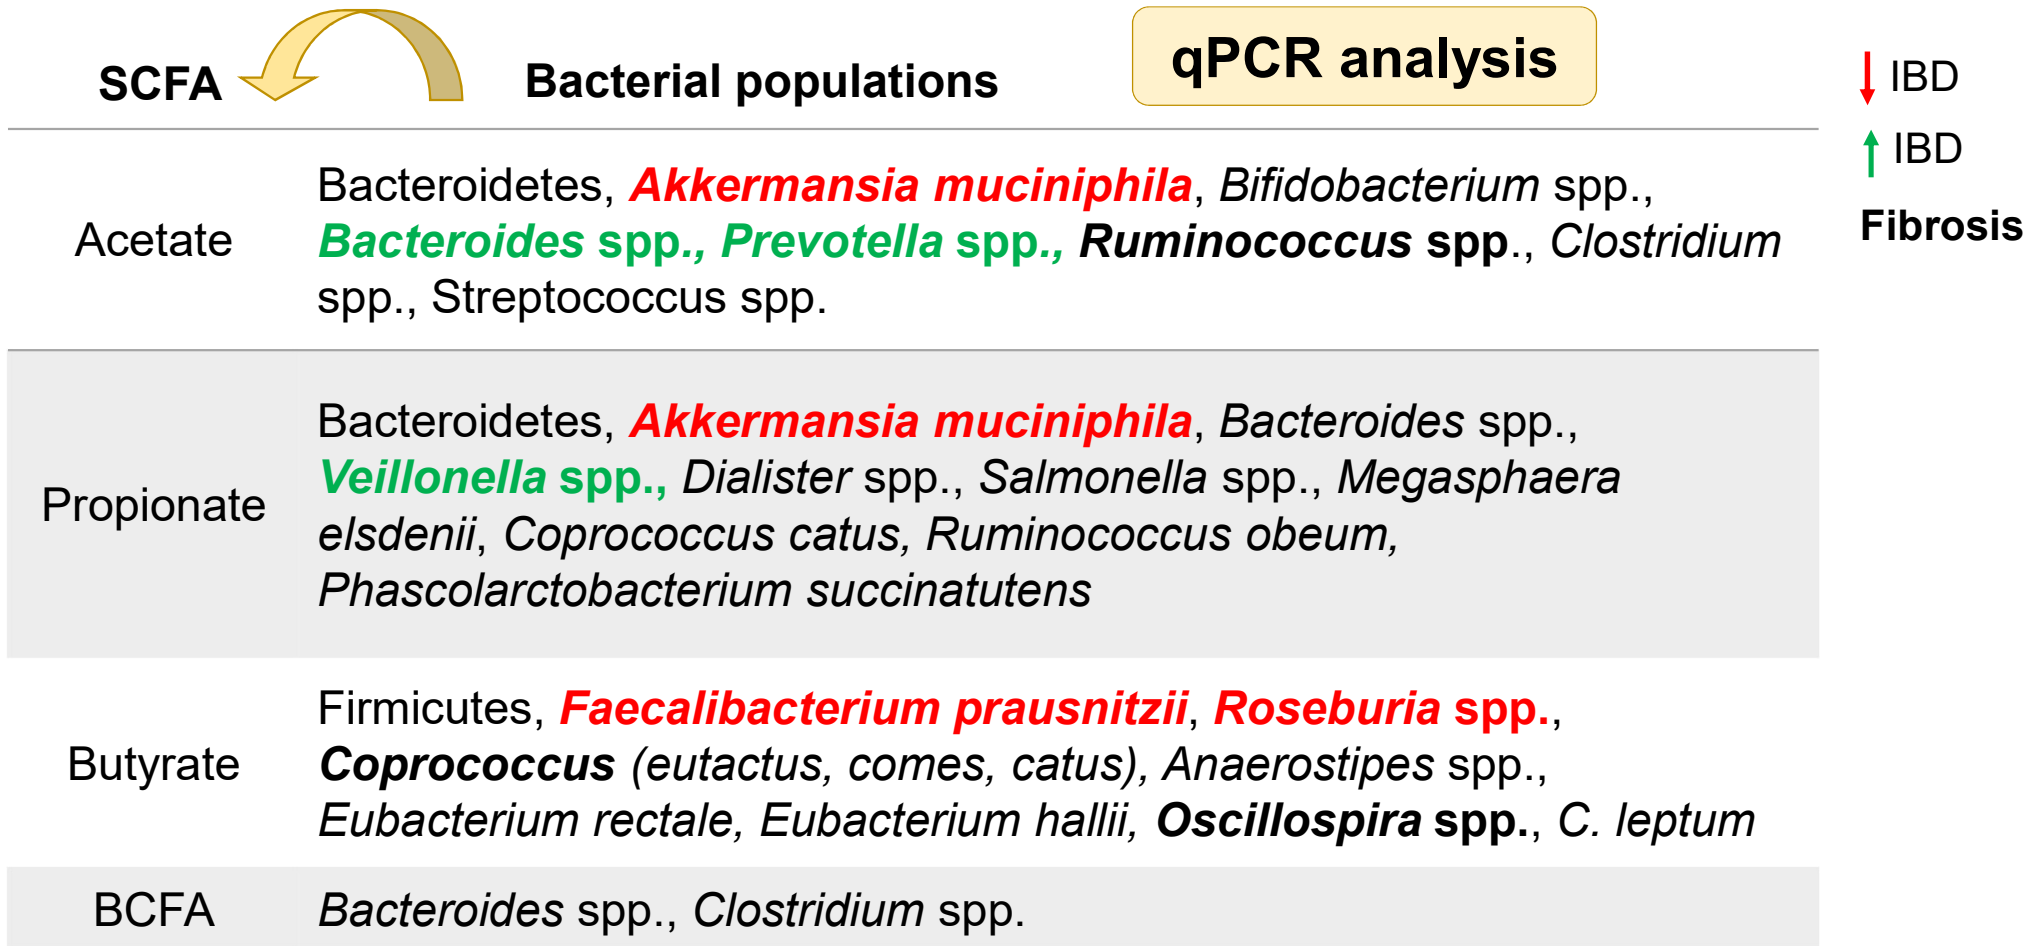 SCFA
Bacterial populations
qPCR analysis
IBD
IBD
Fibrosis
Acetate
Bacteroidetes, Akkermansia muciniphila, Bifidobacterium spp.,
Bacteroides spp., Prevotella spp., Ruminococcus spp., Clostridium
spp., Streptococcus spp.
Propionate
Bacteroidetes, Akkermansia muciniphila, Bacteroides spp.,
Veillonella spp., Dialister spp., Salmonella spp., Megasphaera
elsdenii, Coprococcus catus, Ruminococcus obeum,
Phascolarctobacterium succinatutens
Butyrate
Firmicutes, Faecalibacterium prausnitzii, Roseburia spp.,
Coprococcus (eutactus, comes, catus), Anaerostipes spp.,
Eubacterium rectale, Eubacterium hallii, Oscillospira spp., C. leptum
BCFA
Bacteroides spp., Clostridium spp.